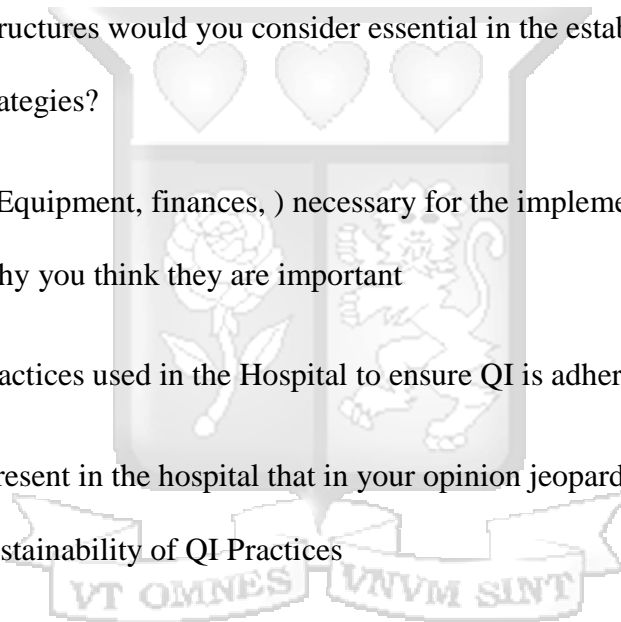 ructures would you consider essential in the estab
rategies?
Equipment, finances, ) necessary for the impleme
hy you think they are important
actices used in the Hospital to ensure QI is adher
resent in the hospital that in your opinion jeopard
stainability of QI Practices
VT OMNES VNVM SINT